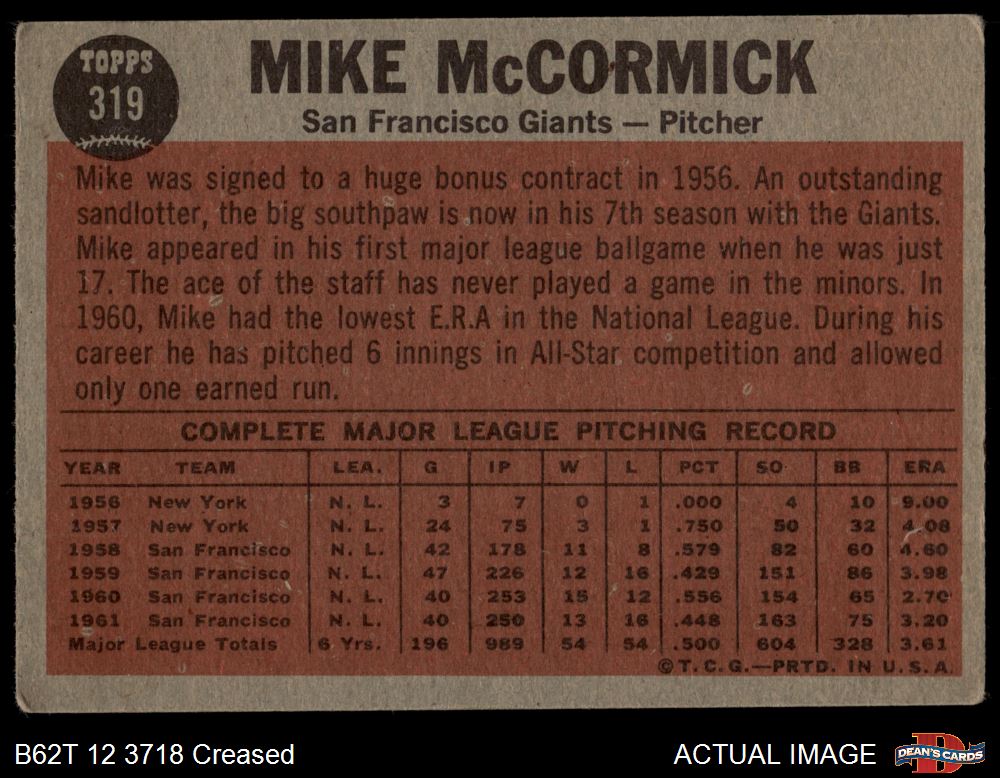 TOPPS
319
MIKE McCORMICK
San Francisco Giants — Pitcher
Mike was signed to a huge bonus contract in 1956. An outstanding
sandlotter, the big southpaw is now in his 7th season with the Giants.
Mike appeared in his first major league ballgame when he was just
17. The ace of the staff has never played a game in the minors. In
1960, Mike had the lowest E.R.A in the National League. During his
career he has pitched 6 innings in All-Star competition and allowed
only one earned run.
COMPLETE MAJOR LEAGUE PITCHING RECORD
YEAR TEAM LEA. G IP W L PCT SO BB ERA
1956 New York N. L. 3 7 0 1 .000 4 10 9.00
1957 New York N. L. 24 75 3 1 .750 50 32 4.08
1958 San Francisco N. L. 42 178 11 8 .579 82 60 4.60
1959 San Francisco N. L. 47 226 12 16 .429 151 86 3.98
1960 San Francisco N. L. 40 253 15 12 .556 154 65 2.70
1961 San Francisco N. L. 40 250 13 16 .448 163 75 3.20
Major League Totals 6 Yrs. 196 989 54 54 .500 604 328 3.61
© T. C. G.—PRTD. IN U. S. A.
B62T 12 3718 Creased
ACTUAL IMAGE
DEAN'S CARDS